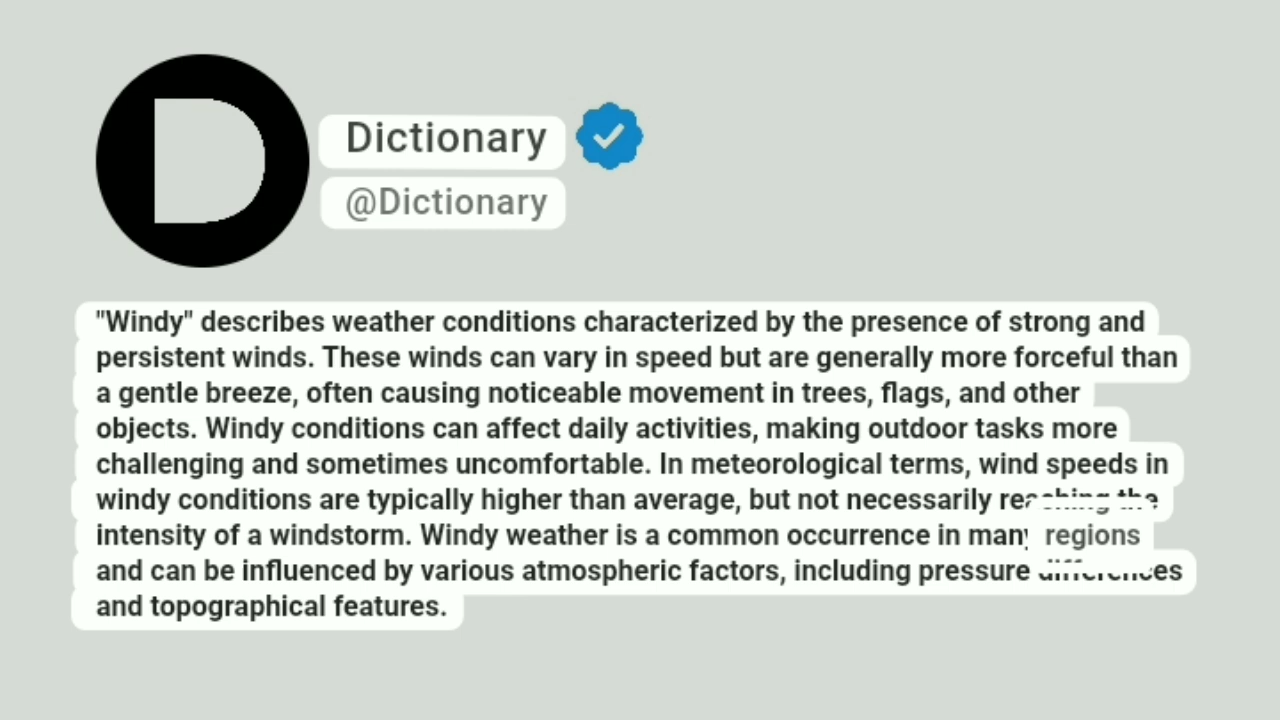 D
Dictionary
@Dictionary
"Windy" describes weather conditions characterized by the presence of strong and
persistent winds. These winds can vary in speed but are generally more forceful than
a gentle breeze, often causing noticeable movement in trees, flags, and other
objects. Windy conditions can affect daily activities, making outdoor tasks more
challenging and sometimes uncomfortable. In meteorological terms, wind speeds in
windy conditions are typically higher than average, but not necessarily reaching the
intensity of a windstorm. Windy weather is a common occurrence in many regions
and can be influenced by various atmospheric factors, including pressure differences
and topographical features.